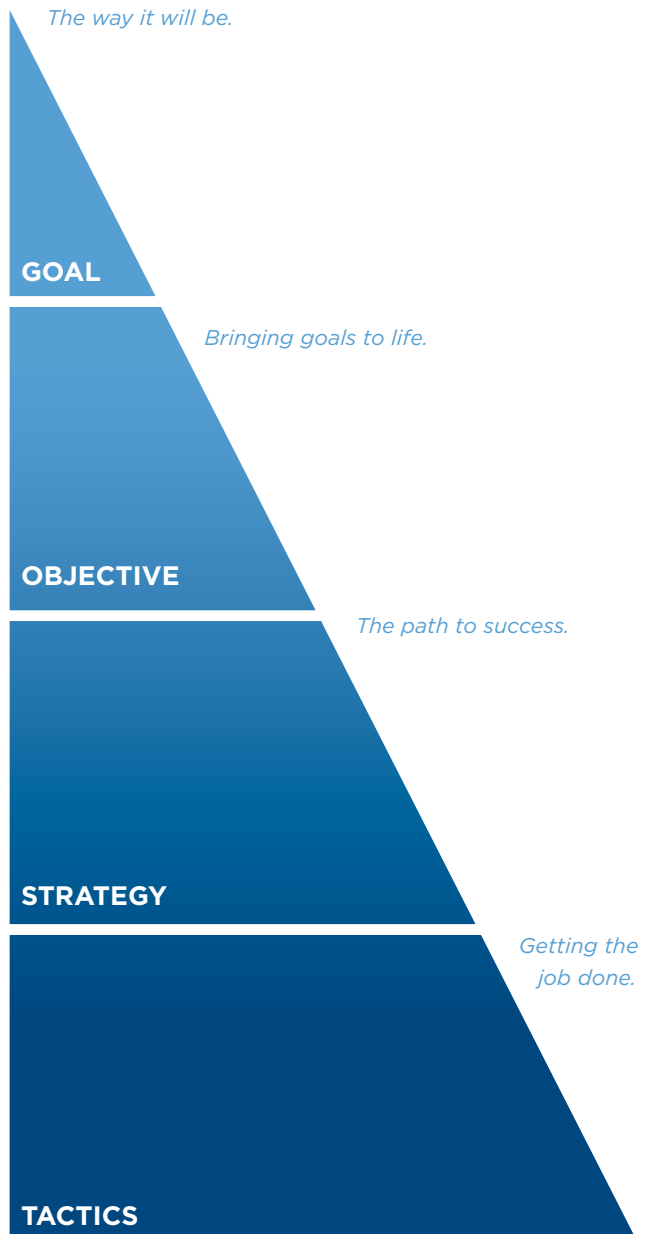 The way it will be.
GOAL
Bringing goals to life.
OBJECTIVE
The path to success.
STRATEGY
Getting the
job done.
TACTICS